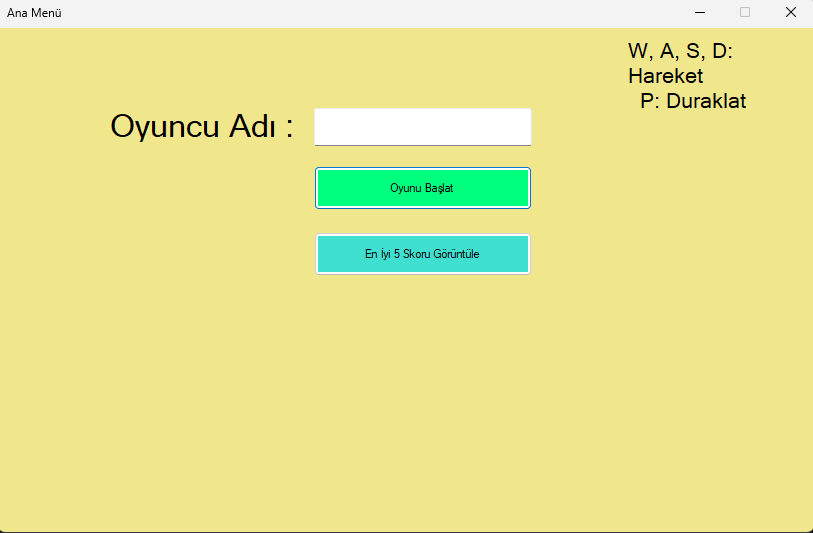 Ana Menü
W, A, S, D:
Hareket
P: Duraklat
Oyuncu Adı :
Oyunu Başlat
En İyi 5 Skoru Görüntüle